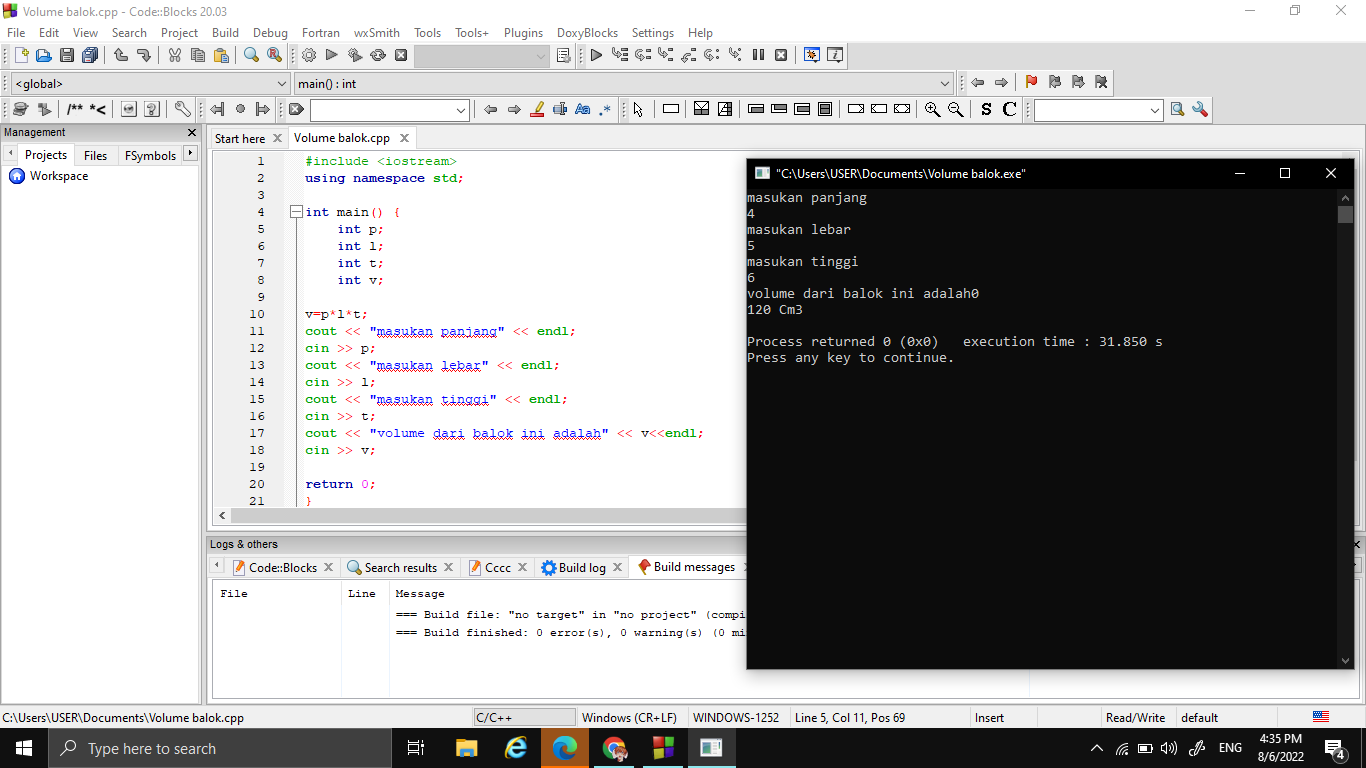 Volume balok.cpp - Code::Blocks 20.03
File Edit View Search Project Build Debug Fortran wxSmith Tools Tools+ Plugins DoxyBlocks Settings Help
<global> main() : int
/** *< Aa .* S C
Management
Projects Files FSymbols
Workspace
Start here Volume balok.cpp
1 #include <iostream>
2 using namespace std;
3
4 int main() {
5 int p;
6 int l;
7 int t;
8 int v;
9
10 v=p*l*t;
11 cout << "masukan panjang" << endl;
12 cin >> p;
13 cout << "masukan lebar" << endl;
14 cin >> l;
15 cout << "masukan tinggi" << endl;
16 cin >> t;
17 cout << "volume dari balok ini adalah" << v<<endl;
18 cin >> v;
19
20 return 0;
21 }
"C:\Users\USER\Documents\Volume balok.exe"
masukan panjang
4
masukan lebar
5
masukan tinggi
6
volume dari balok ini adalah0
120 Cm3
Process returned 0 (0x0) execution time : 31.850 s
Press any key to continue.
Logs & others
Code::Blocks Search results Cccc Build log Build messages
File Line Message
=== Build file: "no target" in "no project" (compi
=== Build finished: 0 error(s), 0 warning(s) (0 mi
C:\Users\USER\Documents\Volume balok.cpp C/C++ Windows (CR+LF) WINDOWS-1252 Line 5, Col 11, Pos 69 Insert Read/Write default
Type here to search ENG 4:35 PM
8/6/2022
4